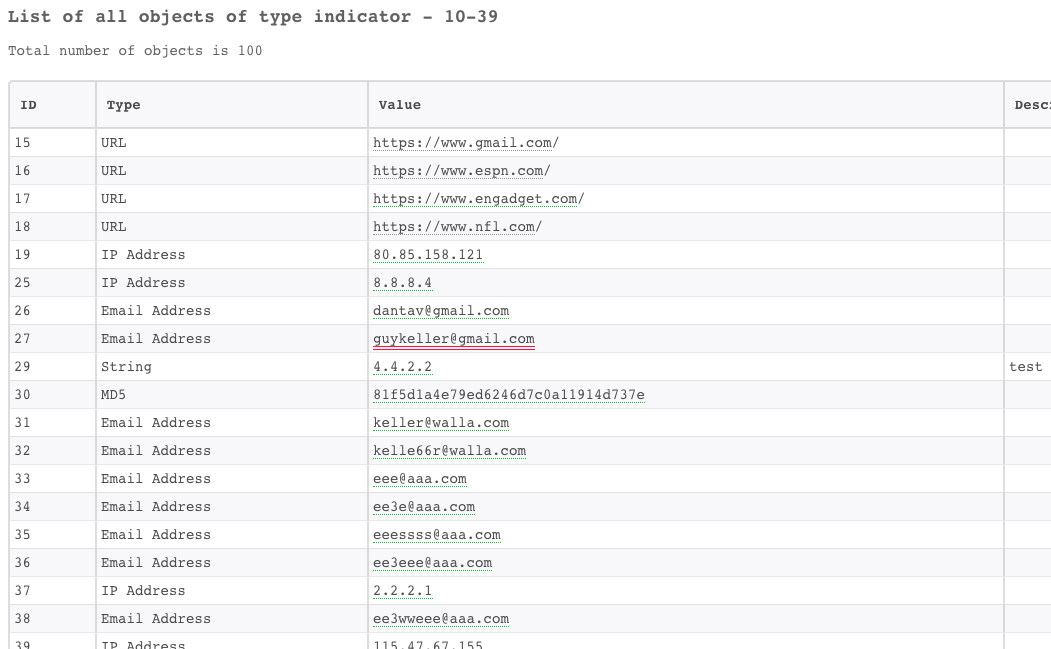 List of all objects of type indicator - 10-39
Total number of objects is 100
ID Type Value Descr
15 URL https://www.gmail.com/
16 URL https://www.espn.com/
17 URL https://www.engadget.com/
18 URL https://www.nfl.com/
19 IP Address 80.85.158.121
25 IP Address 8.8.8.4
26 Email Address dantav@gmail.com
27 Email Address guykeller@gmail.com
29 String 4.4.2.2 test
30 MD5 81f5d1a4e79ed6246d7c0a11914d737e
31 Email Address keller@walla.com
32 Email Address kelle66r@walla.com
33 Email Address eee@aaa.com
34 Email Address ee3e@aaa.com
35 Email Address eeessss@aaa.com
36 Email Address ee3eee@aaa.com
37 IP Address 2.2.2.1
38 Email Address ee3wweee@aaa.com
39 IP Address 115.47.67.155